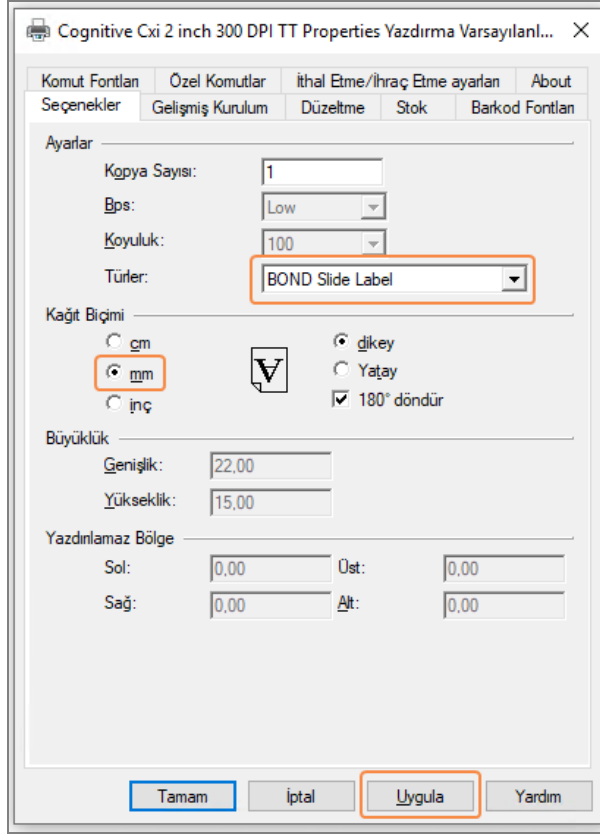 Cognitive Cxi 2 inch 300 DPI TT Properties Yazdırma Varsayılanl...
Komut Fontları Özel Komutlar İthal Etme/İhraç Etme ayarları About
Seçenekler Gelişmiş Kurulum Düzeltme Stok Barkod Fontları
Ayarlar
Kopya Sayısı: 1
Bps: Low
Koyuluk: 100
Türler: BOND Slide Label
Kağıt Biçimi
cm dikey
mm Yatay
inç 180° döndür
A
Büyüklük
Genişlik: 22,00
Yükseklik: 15,00
Yazdırılamaz Bölge
Sol: 0,00 Üst: 0,00
Sağ: 0,00 Alt: 0,00
Tamam İptal Uygula Yardım